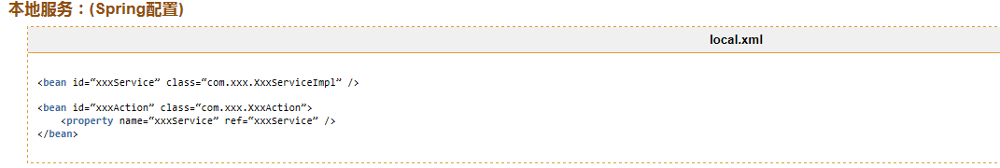 本地服务：(Spring配置)
local.xml
<bean id=“xxxService” class=“com.xxx.XxxServiceImpl” />
<bean id=“xxxAction” class=“com.xxx.XxxAction”>
    <property name=“xxxService” ref=“xxxService” />
</bean>